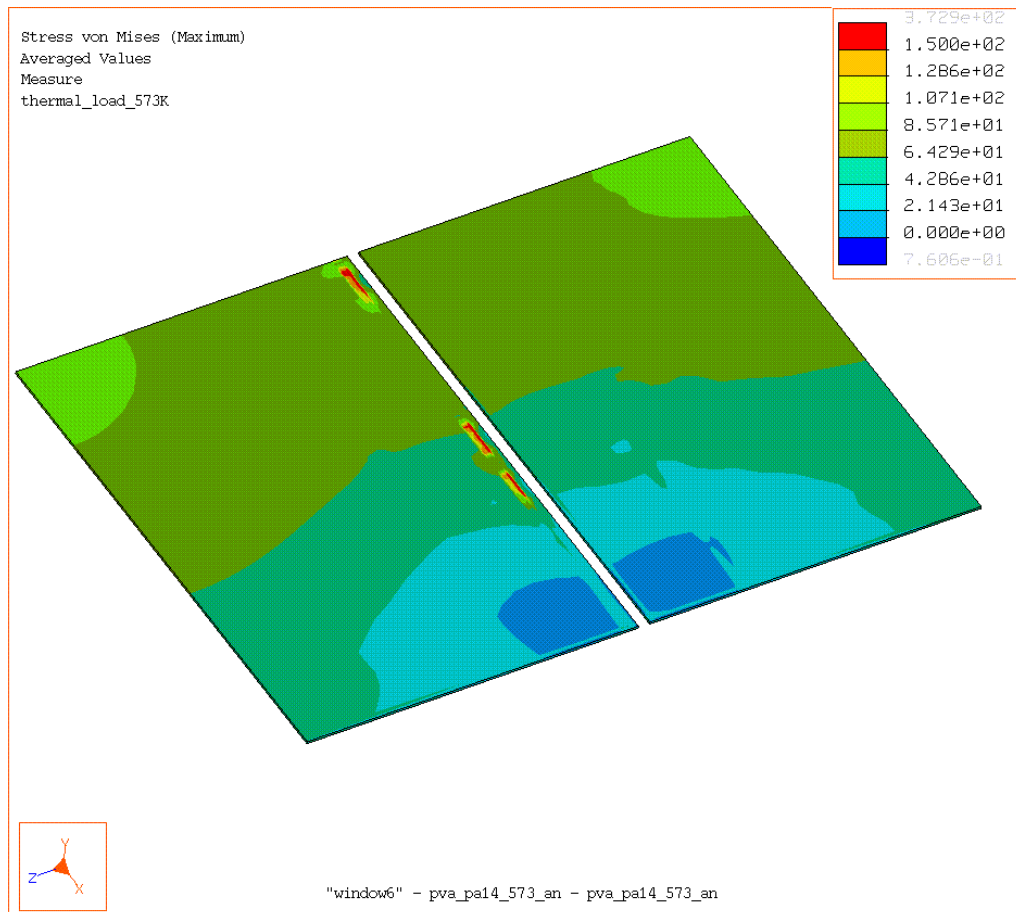 Stress von Mises (Maximum)
Averaged Values
Measure
thermal_load_573K
3.729e+02
1.500e+02
1.286e+02
1.071e+02
8.571e+01
6.429e+01
4.286e+01
2.143e+01
0.000e+00
7.606e-01
Y
Z
X
"window6" - pva_pa14_573_an - pva_pa14_573_an